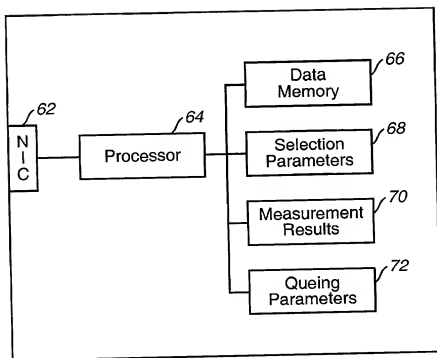 66
Data
Memory
62
64
N
I
C
Processor
68
Selection
Parameters
70
Measurement
Results
72
Queing
Parameters